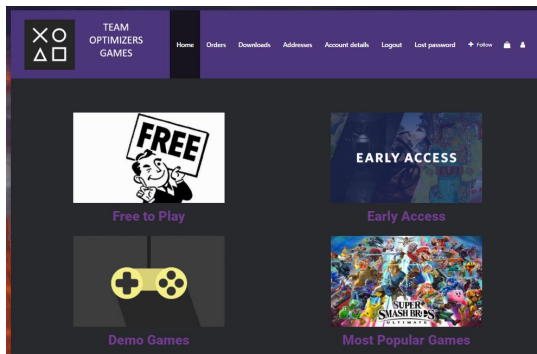 TEAM
OPTIMIZERS
GAMES
Home Orders Downloads Addresses Account details Logout Lost password + Follow
FREE
EARLY ACCESS
Free to Play Early Access
SUPER
SMASH BROS
ULTIMATE
Demo Games Most Popular Games